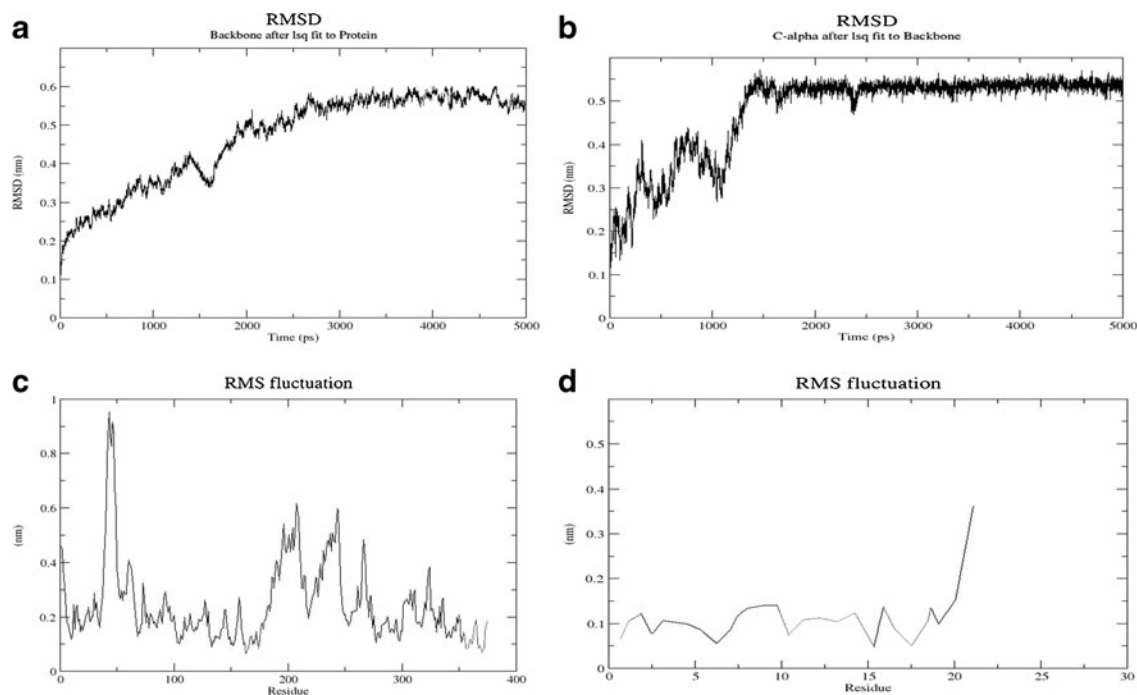 a
RMSD
Backbone after lsq fit to Protein
RMSD (nm)
0.6
0.5
0.4
0.3
0.2
0.1
0
0 1000 2000 3000 4000 5000
Time (ps)
b
RMSD
C-alpha after lsq fit to Backbone
RMSD (nm)
0.5
0.4
0.3
0.2
0.1
0
0 1000 2000 3000 4000 5000
Time (ps)
c
RMS fluctuation
(nm)
1
0.8
0.6
0.4
0.2
0
0 100 200 300 400
Residue
d
RMS fluctuation
(nm)
0.5
0.4
0.3
0.2
0.1
0
0 5 10 15 20 25 30
Residue